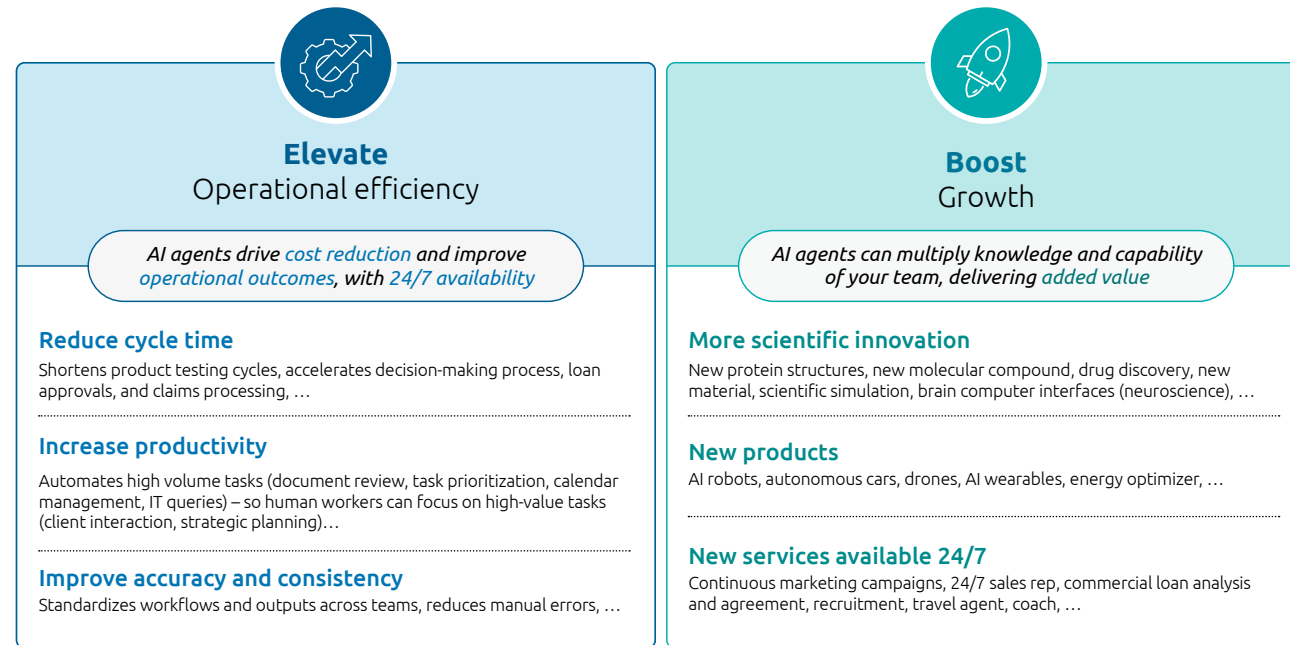 Elevate
Operational efficiency
AI agents drive cost reduction and improve
operational outcomes, with 24/7 availability
Reduce cycle time
Shortens product testing cycles, accelerates decision-making process, loan
approvals, and claims processing, …
Increase productivity
Automates high volume tasks (document review, task prioritization, calendar
management, IT queries) – so human workers can focus on high-value tasks
(client interaction, strategic planning)…
Improve accuracy and consistency
Standardizes workflows and outputs across teams, reduces manual errors, …
Boost
Growth
AI agents can multiply knowledge and capability
of your team, delivering added value
More scientific innovation
New protein structures, new molecular compound, drug discovery, new
material, scientific simulation, brain computer interfaces (neuroscience), …
New products
AI robots, autonomous cars, drones, AI wearables, energy optimizer, …
New services available 24/7
Continuous marketing campaigns, 24/7 sales rep, commercial loan analysis
and agreement, recruitment, travel agent, coach, …